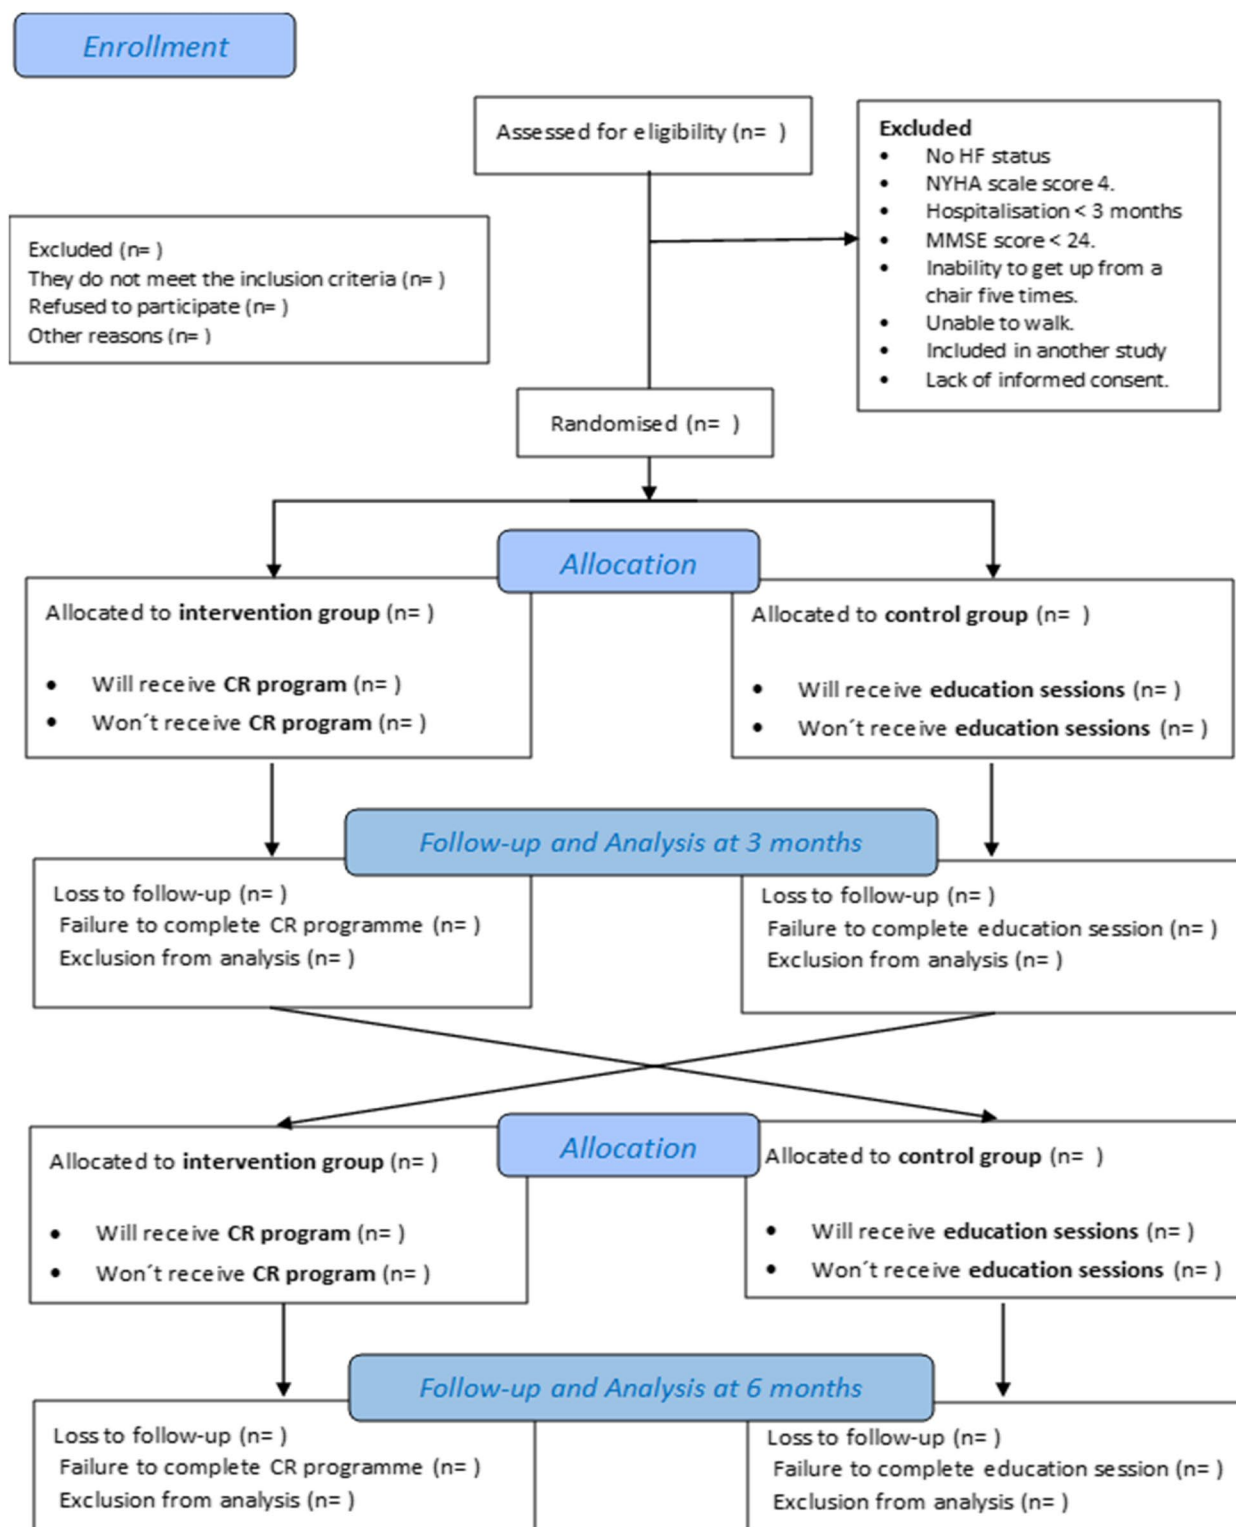 Enrollment
Assessed for eligibility (n=  )
Excluded
• No HF status
• NYHA scale score 4.
• Hospitalisation < 3 months
• MMSE score < 24.
• Inability to get up from a
chair five times.
• Unable to walk.
• Included in another study
• Lack of informed consent.
Excluded (n= )
They do not meet the inclusion criteria (n= )
Refused to participate (n= )
Other reasons (n= )
Randomised (n=  )
Allocation
Allocated to intervention group (n= )
• Will receive CR program (n= )
• Won´t receive CR program (n= )
Allocated to control group (n=  )
• Will receive education sessions (n= )
• Won´t receive education sessions (n= )
Follow-up and Analysis at 3 months
Loss to follow-up (n= )
Failure to complete CR programme (n= )
Exclusion from analysis (n= )
Loss to follow-up (n= )
Failure to complete education session (n= )
Exclusion from analysis (n= )
Allocation
Allocated to intervention group (n= )
• Will receive CR program (n= )
• Won´t receive CR program (n= )
Allocated to control group (n=  )
• Will receive education sessions (n= )
• Won´t receive education sessions (n= )
Follow-up and Analysis at 6 months
Loss to follow-up (n= )
Failure to complete CR programme (n= )
Exclusion from analysis (n= )
Loss to follow-up (n= )
Failure to complete education session (n= )
Exclusion from analysis (n= )